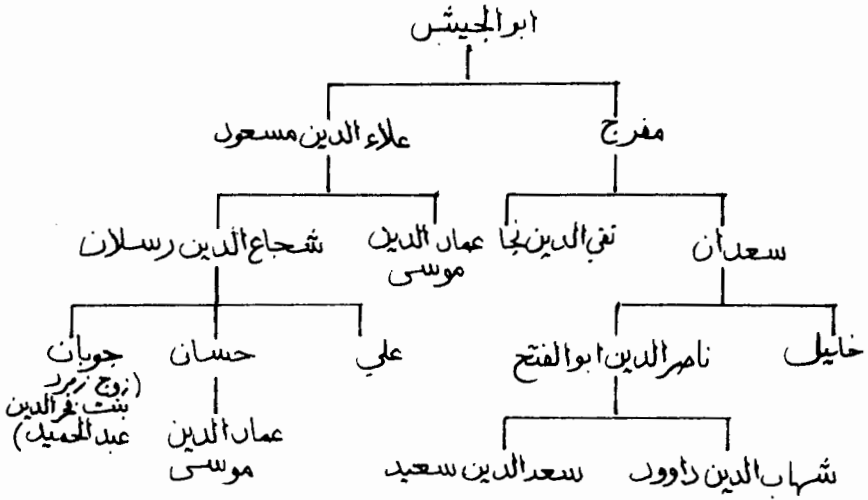 ابو الجيش
مفرج
علاء الدين مسعود
سعدان
تقي الدين نجا
عماد الدين
موسى
شجاع الدين رسلان
خليل
ناصر الدين ابو الفتح
علي
حسان
جوبان
(زوج زمرد
بنت فخر الدين
عبد الحميد)
شهاب الدين داوود
سعد الدين سعيد
عماد الدين
موسى